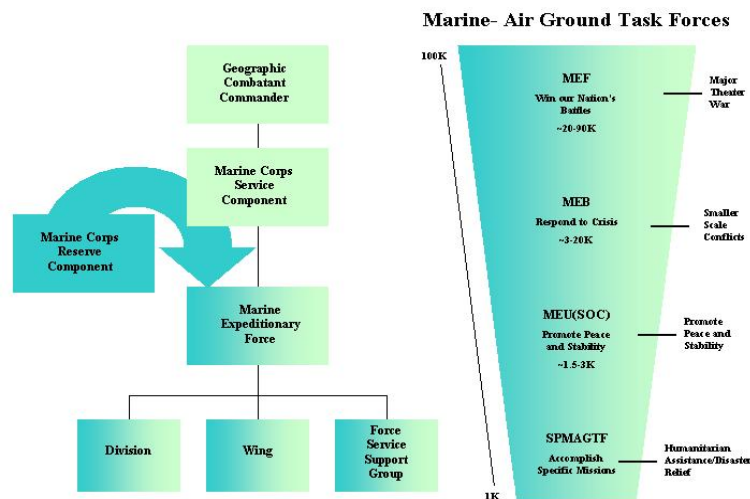 Marine- Air Ground Task Forces
Geographic
Combatant
Commander
Marine Corps
Service
Component
Marine Corps
Reserve
Component
Marine
Expeditionary
Force
Division
Wing
Force
Service
Support
Group
100K
MEF
Win our Nation's
Battles
~20-90K
Major
Theater
War
MEB
Respond to Crisis
~3-20K
Smaller
Scale
Conflicts
MEU(SOC)
Promote Peace
and Stability
~1.5-3K
Promote
Peace and
Stability
SPMAGTF
Accomplish
Specific Missions
Humanitarian
Assistance/Disaster
Relief
1K